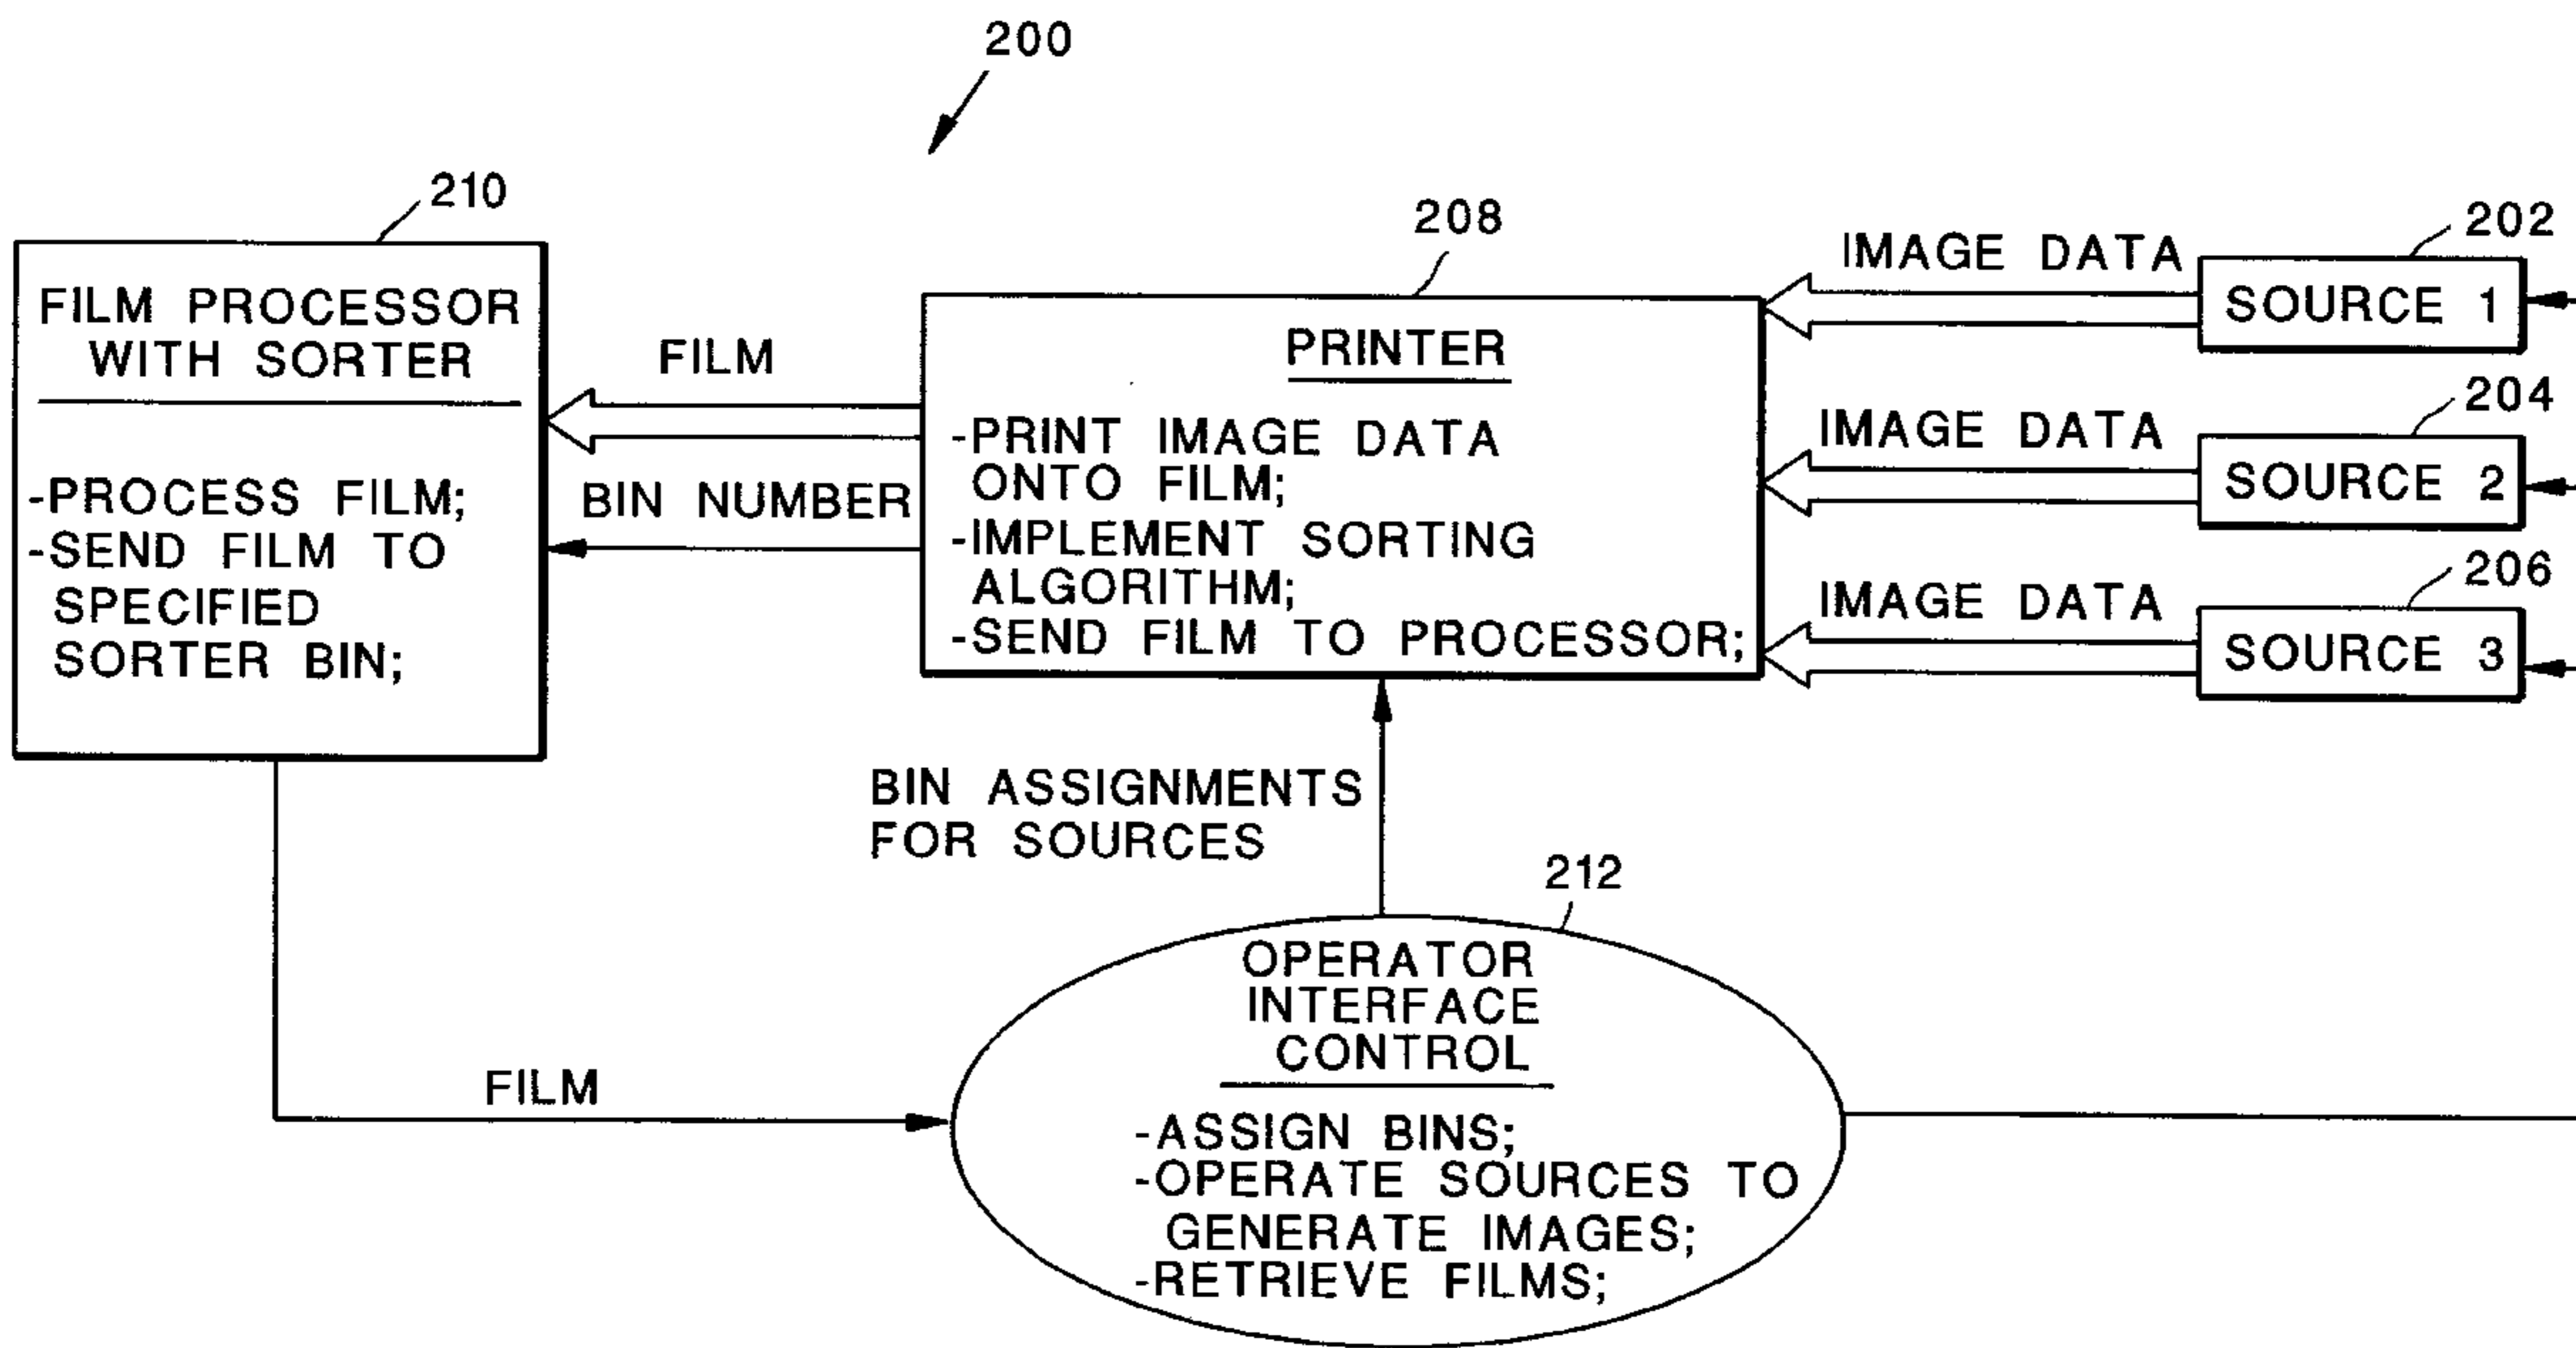 200
210
FILM PROCESSOR
WITH SORTER
-PROCESS FILM;
-SEND FILM TO
SPECIFIED
SORTER BIN;
FILM
BIN NUMBER
208
PRINTER
-PRINT IMAGE DATA
ONTO FILM;
-IMPLEMENT SORTING
ALGORITHM;
-SEND FILM TO PROCESSOR;
IMAGE DATA
202
SOURCE 1
IMAGE DATA
204
SOURCE 2
IMAGE DATA
206
SOURCE 3
BIN ASSIGNMENTS
FOR SOURCES
212
OPERATOR
INTERFACE
CONTROL
-ASSIGN BINS;
-OPERATE SOURCES TO
GENERATE IMAGES;
-RETRIEVE FILMS;
FILM